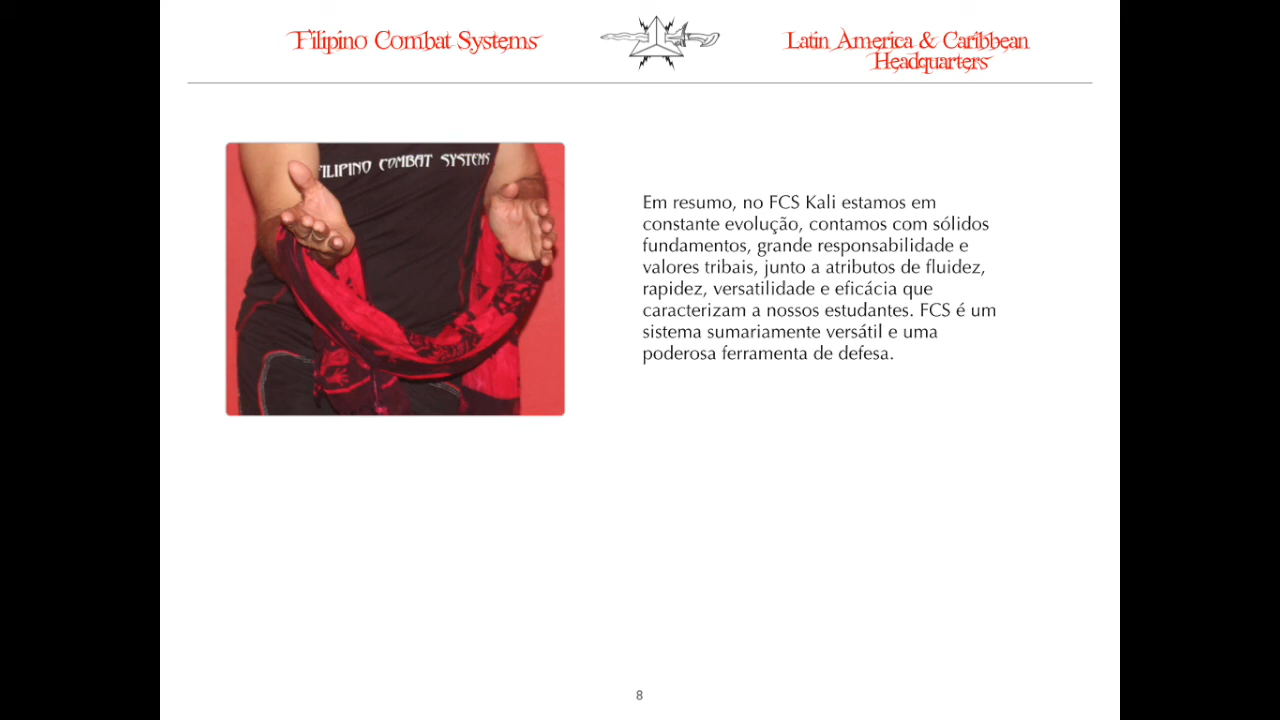 Filipino Combat Systems
Latin America & Caribbean
Headquarters
FILIPINO COMBAT SYSTEMS
Em resumo, no FCS Kali estamos em
constante evolução, contamos com sólidos
fundamentos, grande responsabilidade e
valores tribais, junto a atributos de fluidez,
rapidez, versatilidade e eficácia que
caracterizam a nossos estudantes. FCS é um
sistema sumariamente versátil e uma
poderosa ferramenta de defesa.
8